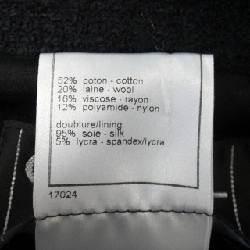 52% coton - cotton
20% laine - wool
16% viscose - rayon
12% polyamide - nylon
doublure/lining
95% soie - silk
5% lycra - spandex/lycra
17024